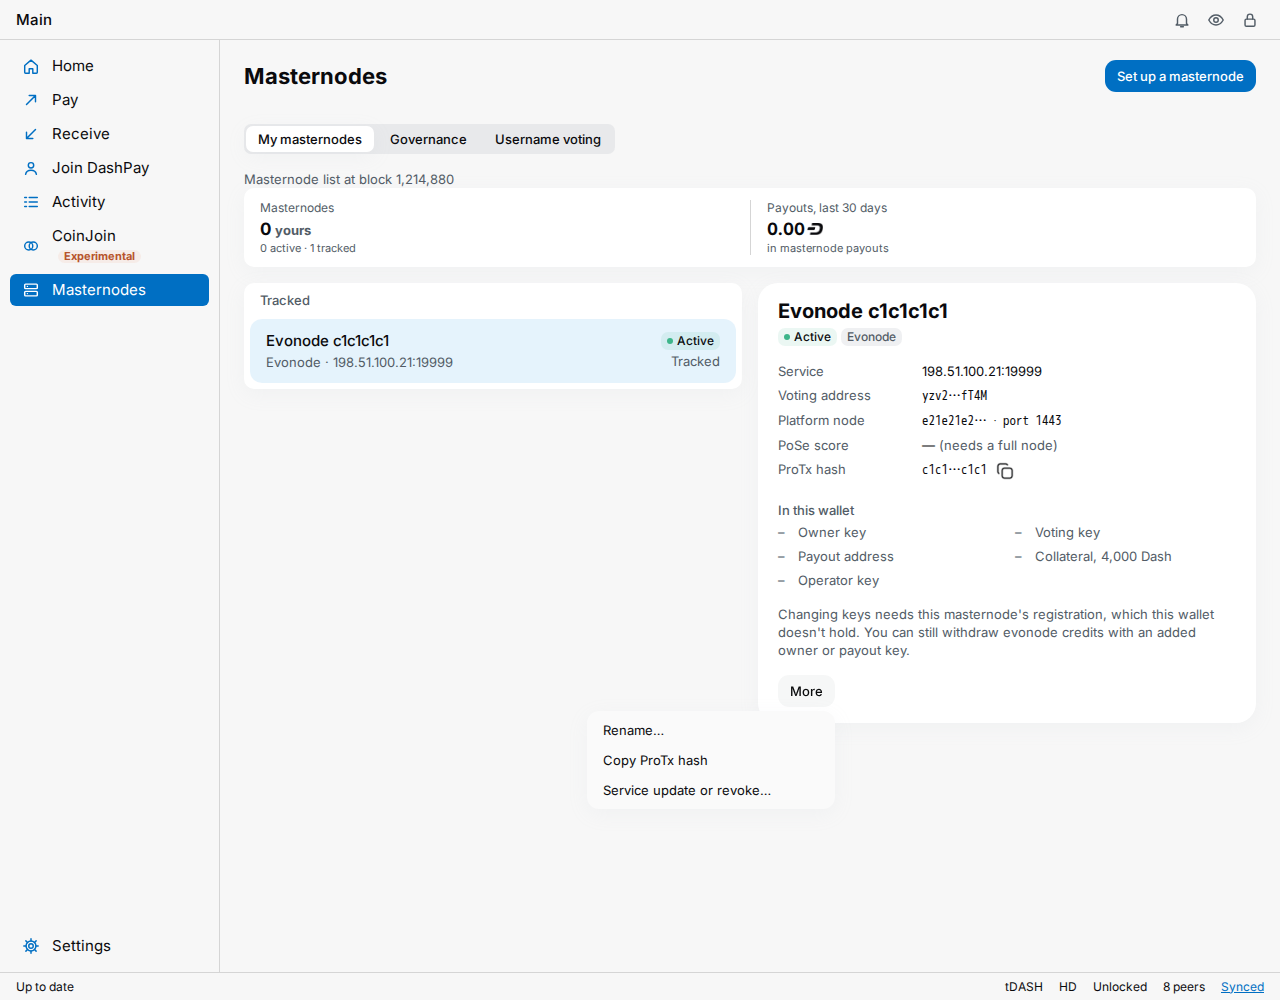 Main
Home
Pay
Receive
Join DashPay
Activity
CoinJoin
Experimental
Masternodes
Settings
Masternodes
Set up a masternode
My masternodes
Governance
Username voting
Masternode list at block 1,214,880
Masternodes
0 yours
0 active · 1 tracked
Payouts, last 30 days
0.00
in masternode payouts
Tracked
Evonode c1c1c1c1
Active
Evonode · 198.51.100.21:19999
Tracked
Evonode c1c1c1c1
Active
Evonode
Service 198.51.100.21:19999
Voting address yzv2…fT4M
Platform node e21e21e2… · port 1443
PoSe score — (needs a full node)
ProTx hash c1c1…c1c1
In this wallet
– Owner key
– Voting key
– Payout address
– Collateral, 4,000 Dash
– Operator key
Changing keys needs this masternode's registration, which this wallet
doesn't hold. You can still withdraw evonode credits with an added
owner or payout key.
More
Rename…
Copy ProTx hash
Service update or revoke…
Up to date
tDASH HD Unlocked 8 peers Synced